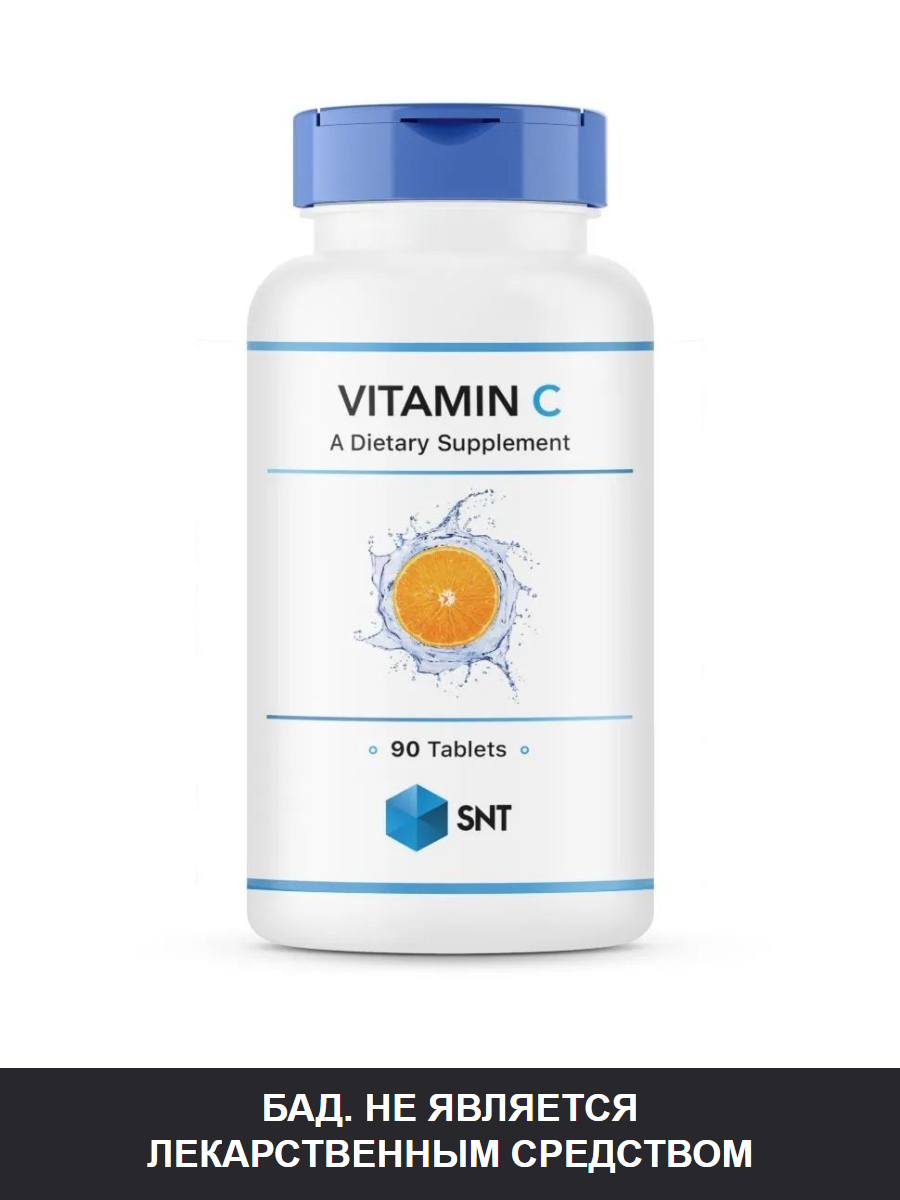 VITAMIN C
A Dietary Supplement
90 Tablets
SNT
БАД. НЕ ЯВЛЯЕТСЯ
ЛЕКАРСТВЕННЫМ СРЕДСТВОМ